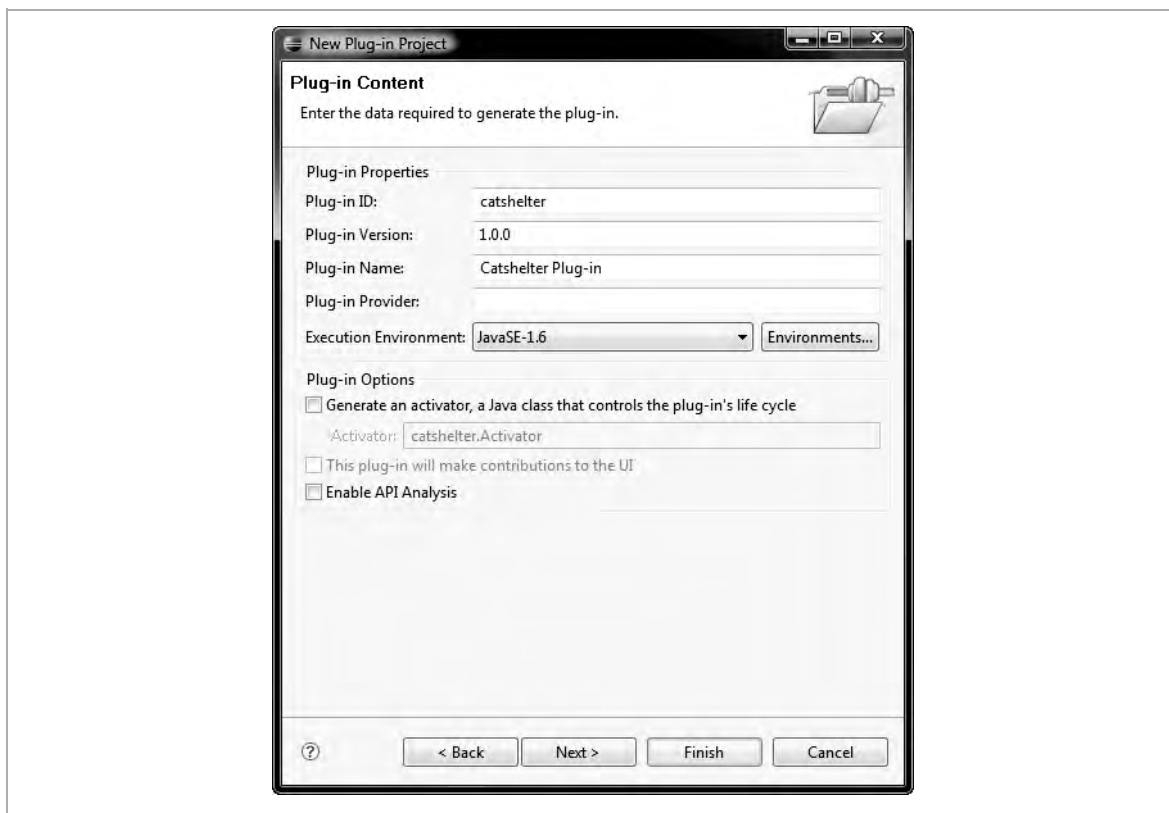 New Plug-in Project
Plug-in Content
Enter the data required to generate the plug-in.
Plug-in Properties
Plug-in ID: catshelter
Plug-in Version: 1.0.0
Plug-in Name: Catshelter Plug-in
Plug-in Provider:
Execution Environment: JavaSE-1.6 Environments...
Plug-in Options
Generate an activator, a Java class that controls the plug-in's life cycle
Activator: catshelter.Activator
This plug-in will make contributions to the UI
Enable API Analysis
? < Back Next > Finish Cancel